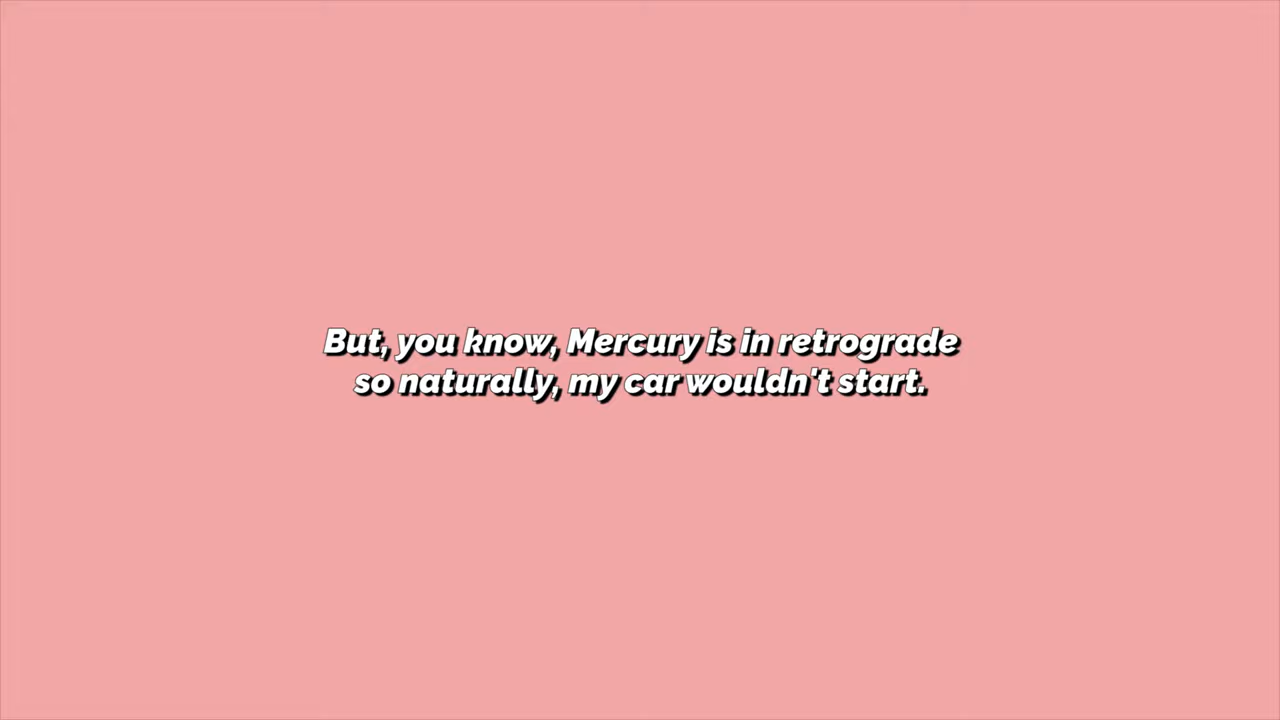 But, you know, Mercury is in retrograde
so naturally, my car wouldn't start.